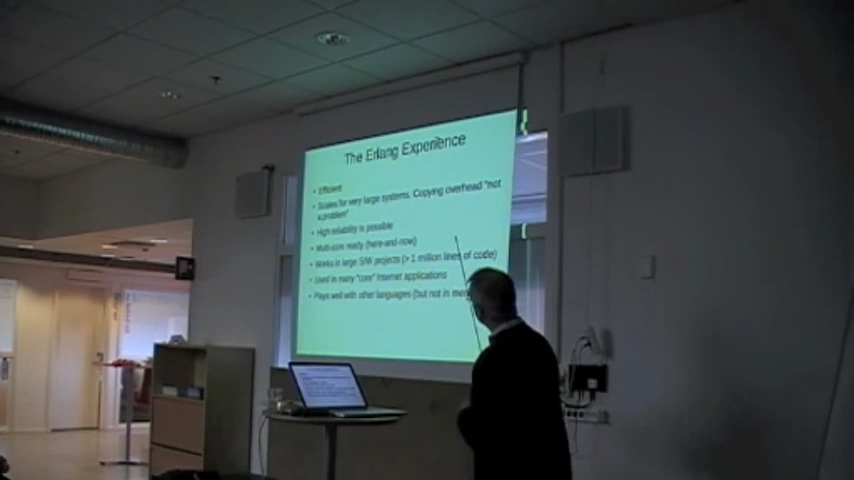 The Erlang Experience
• Efficient
• Scales for very large systems. Copying overhead "not
a problem"
• High reliability is possible
• Multi-core ready (here-and-now)
• Works in large S/W projects (> 1 million lines of code)
• Used in many "core" Internet applications
• Plays well with other languages (but not in